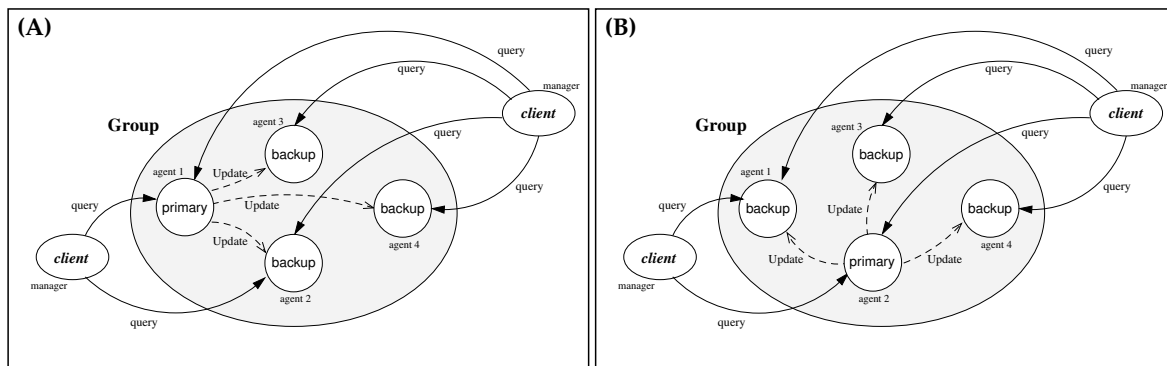 (A)
query
query
manager
client
Group
agent 3
query
backup
agent 1
Update
query
primary
Update
backup
query
Update
agent 4
client
backup
manager
agent 2
query
(B)
query
query
manager
client
Group
agent 3
query
backup
agent 1
query
backup
Update
backup
query
agent 4
client
Update
primary
Update
manager
agent 2
query